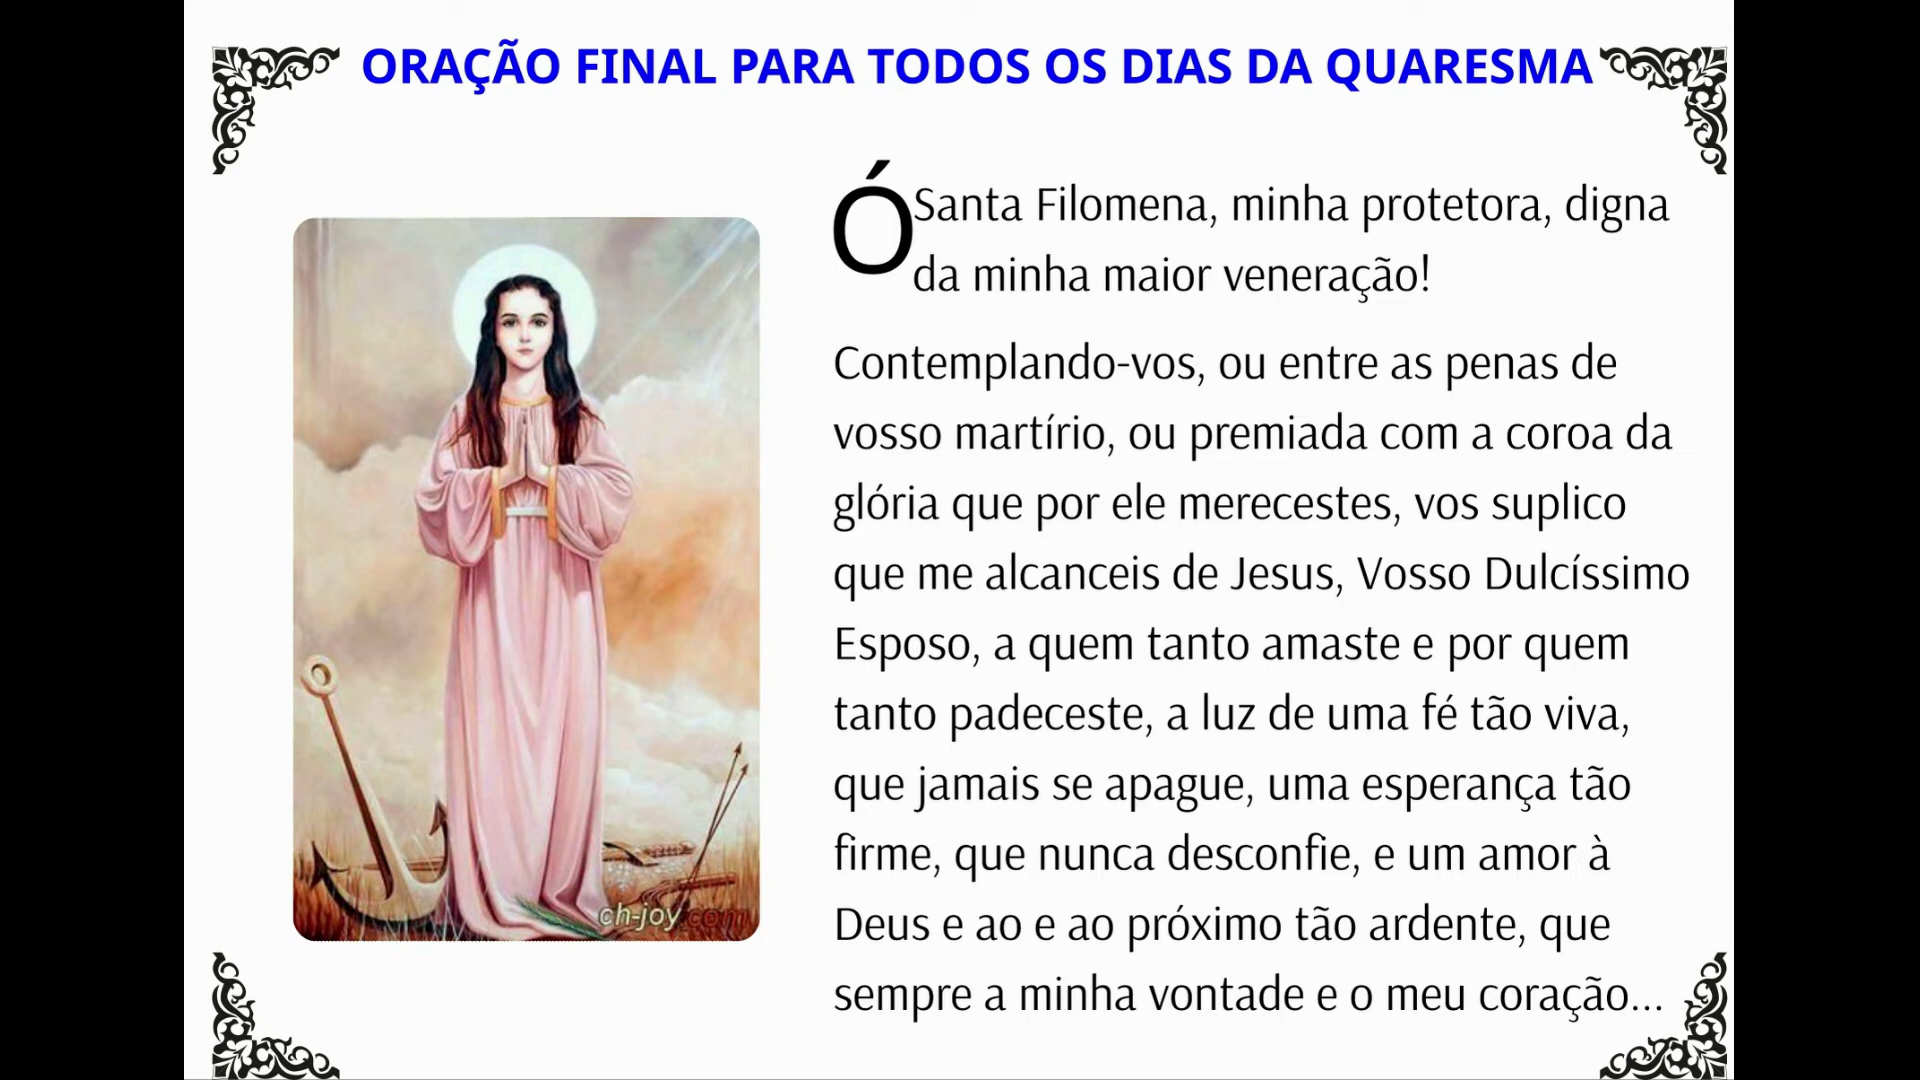 ORAÇÃO FINAL PARA TODOS OS DIAS DA QUARESMA
Ó Santa Filomena, minha protetora, digna
da minha maior veneração!
Contemplando-vos, ou entre as penas de
vosso martírio, ou premiada com a coroa da
glória que por ele merecestes, vos suplico
que me alcanceis de Jesus, Vosso Dulcíssimo
Esposo, a quem tanto amaste e por quem
tanto padeceste, a luz de uma fé tão viva,
que jamais se apague, uma esperança tão
firme, que nunca desconfie, e um amor à
Deus e ao e ao próximo tão ardente, que
sempre a minha vontade e o meu coração...
ch-joy.com